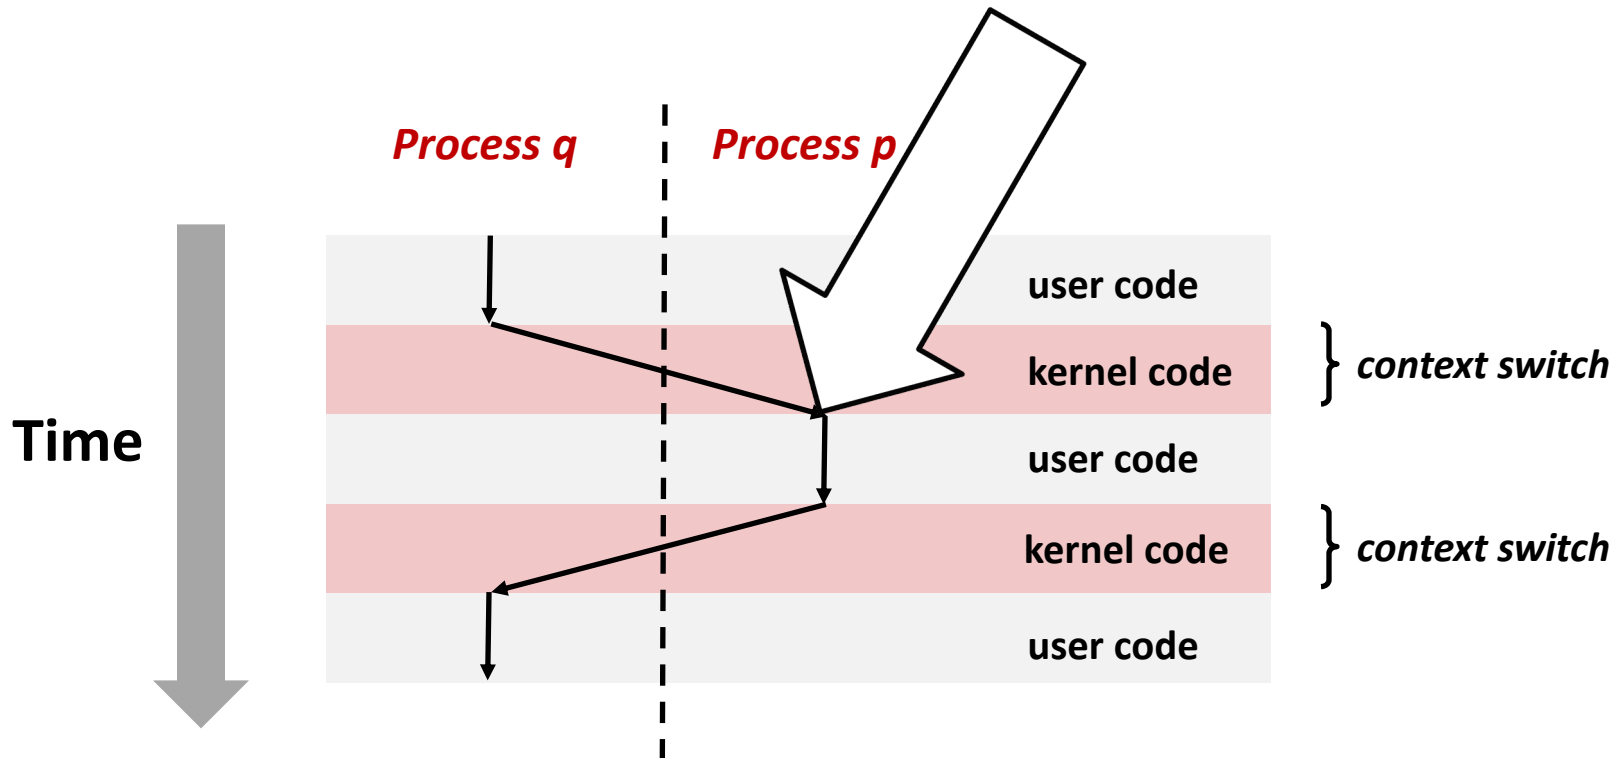 Process q
Process p
user code
kernel code
context switch
Time
user code
kernel code
context switch
user code